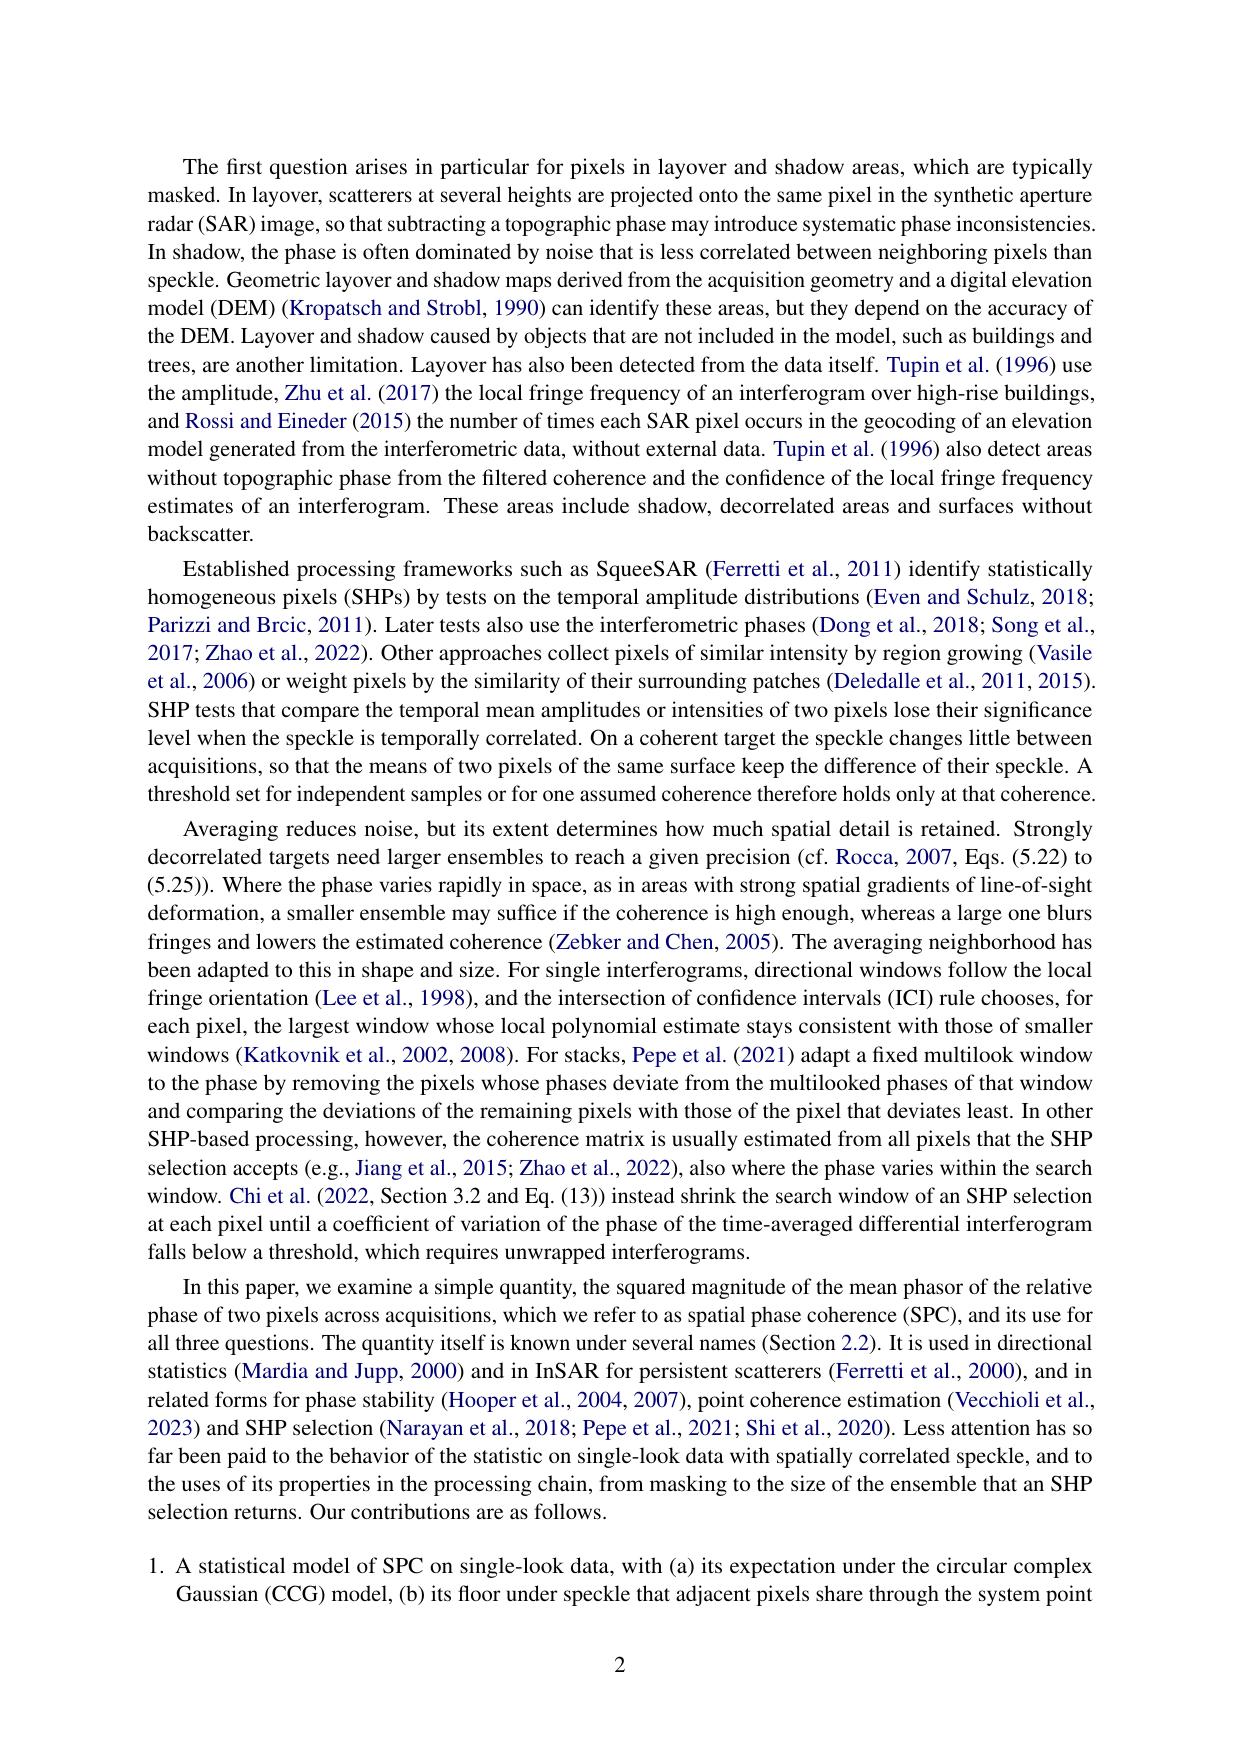 The first question arises in particular for pixels in layover and shadow areas, which are typically
masked. In layover, scatterers at several heights are projected onto the same pixel in the synthetic aperture
radar (SAR) image, so that subtracting a topographic phase may introduce systematic phase inconsistencies.
In shadow, the phase is often dominated by noise that is less correlated between neighboring pixels than
speckle. Geometric layover and shadow maps derived from the acquisition geometry and a digital elevation
model (DEM) (Kropatsch and Strobl, 1990) can identify these areas, but they depend on the accuracy of
the DEM. Layover and shadow caused by objects that are not included in the model, such as buildings and
trees, are another limitation. Layover has also been detected from the data itself. Tupin et al. (1996) use
the amplitude, Zhu et al. (2017) the local fringe frequency of an interferogram over high-rise buildings,
and Rossi and Eineder (2015) the number of times each SAR pixel occurs in the geocoding of an elevation
model generated from the interferometric data, without external data. Tupin et al. (1996) also detect areas
without topographic phase from the filtered coherence and the confidence of the local fringe frequency
estimates of an interferogram. These areas include shadow, decorrelated areas and surfaces without
backscatter.
Established processing frameworks such as SqueeSAR (Ferretti et al., 2011) identify statistically
homogeneous pixels (SHPs) by tests on the temporal amplitude distributions (Even and Schulz, 2018;
Parizzi and Brcic, 2011). Later tests also use the interferometric phases (Dong et al., 2018; Song et al.,
2017; Zhao et al., 2022). Other approaches collect pixels of similar intensity by region growing (Vasile
et al., 2006) or weight pixels by the similarity of their surrounding patches (Deledalle et al., 2011, 2015).
SHP tests that compare the temporal mean amplitudes or intensities of two pixels lose their significance
level when the speckle is temporally correlated. On a coherent target the speckle changes little between
acquisitions, so that the means of two pixels of the same surface keep the difference of their speckle. A
threshold set for independent samples or for one assumed coherence therefore holds only at that coherence.
Averaging reduces noise, but its extent determines how much spatial detail is retained. Strongly
decorrelated targets need larger ensembles to reach a given precision (cf. Rocca, 2007, Eqs. (5.22) to
(5.25)). Where the phase varies rapidly in space, as in areas with strong spatial gradients of line-of-sight
deformation, a smaller ensemble may suffice if the coherence is high enough, whereas a large one blurs
fringes and lowers the estimated coherence (Zebker and Chen, 2005). The averaging neighborhood has
been adapted to this in shape and size. For single interferograms, directional windows follow the local
fringe orientation (Lee et al., 1998), and the intersection of confidence intervals (ICI) rule chooses, for
each pixel, the largest window whose local polynomial estimate stays consistent with those of smaller
windows (Katkovnik et al., 2002, 2008). For stacks, Pepe et al. (2021) adapt a fixed multilook window
to the phase by removing the pixels whose phases deviate from the multilooked phases of that window
and comparing the deviations of the remaining pixels with those of the pixel that deviates least. In other
SHP-based processing, however, the coherence matrix is usually estimated from all pixels that the SHP
selection accepts (e.g., Jiang et al., 2015; Zhao et al., 2022), also where the phase varies within the search
window. Chi et al. (2022, Section 3.2 and Eq. (13)) instead shrink the search window of an SHP selection
at each pixel until a coefficient of variation of the phase of the time-averaged differential interferogram
falls below a threshold, which requires unwrapped interferograms.
In this paper, we examine a simple quantity, the squared magnitude of the mean phasor of the relative
phase of two pixels across acquisitions, which we refer to as spatial phase coherence (SPC), and its use for
all three questions. The quantity itself is known under several names (Section 2.2). It is used in directional
statistics (Mardia and Jupp, 2000) and in InSAR for persistent scatterers (Ferretti et al., 2000), and in
related forms for phase stability (Hooper et al., 2004, 2007), point coherence estimation (Vecchioli et al.,
2023) and SHP selection (Narayan et al., 2018; Pepe et al., 2021; Shi et al., 2020). Less attention has so
far been paid to the behavior of the statistic on single-look data with spatially correlated speckle, and to
the uses of its properties in the processing chain, from masking to the size of the ensemble that an SHP
selection returns. Our contributions are as follows.
1. A statistical model of SPC on single-look data, with (a) its expectation under the circular complex
Gaussian (CCG) model, (b) its floor under speckle that adjacent pixels share through the system point
2